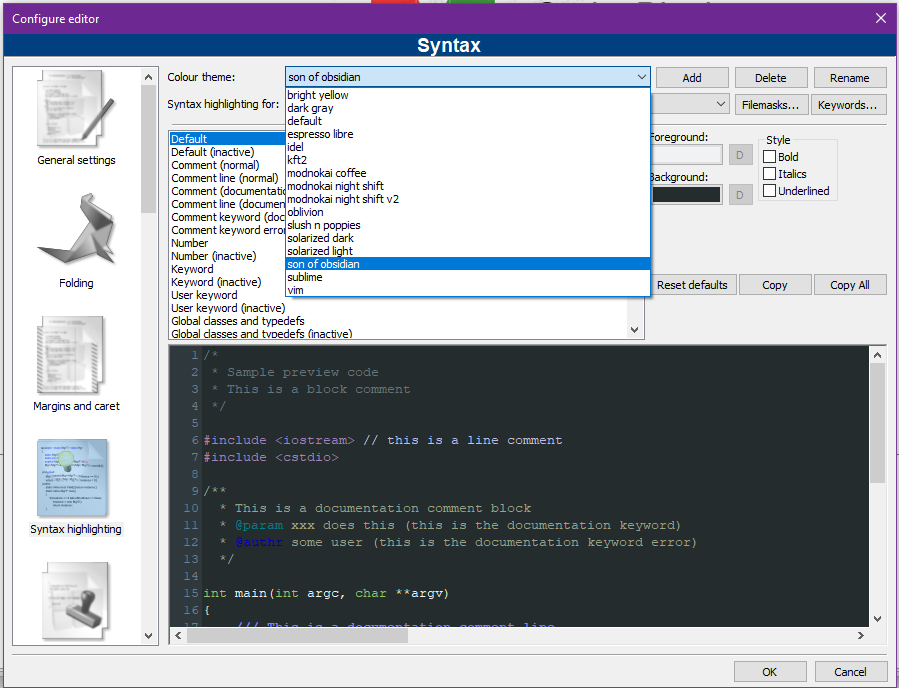 Configure editor
Syntax
General settings
Folding
Margins and caret
Syntax highlighting
Colour theme:
son of obsidian
Add
Delete
Rename
Syntax highlighting for:
Filemasks...
Keywords...
bright yellow
dark gray
default
espresso libre
idel
kft2
modnokai coffee
modnokai night shift
modnokai night shift v2
oblivion
slush n poppies
solarized dark
solarized light
son of obsidian
sublime
vim
Default
Default (inactive)
Comment (normal)
Comment line (normal)
Comment (documentatio
Comment line (documen
Comment keyword (doc
Comment keyword error
Number
Number (inactive)
Keyword
Keyword (inactive)
User keyword
User keyword (inactive)
Global classes and typedefs
Global classes and typedefs (inactive)
Foreground:
D
Background:
D
Style
Bold
Italics
Underlined
Reset defaults
Copy
Copy All
1 /*
2 * Sample preview code
3 * This is a block comment
4 */
5
6 #include <iostream> // this is a line comment
7 #include <cstdio>
8
9 /**
10 * This is a documentation comment block
11 * @param xxx does this (this is the documentation keyword)
12 * @authr some user (this is the documentation keyword error)
13 */
14
15 int main(int argc, char **argv)
16 {
17 /// This is a documentation comment line
OK
Cancel